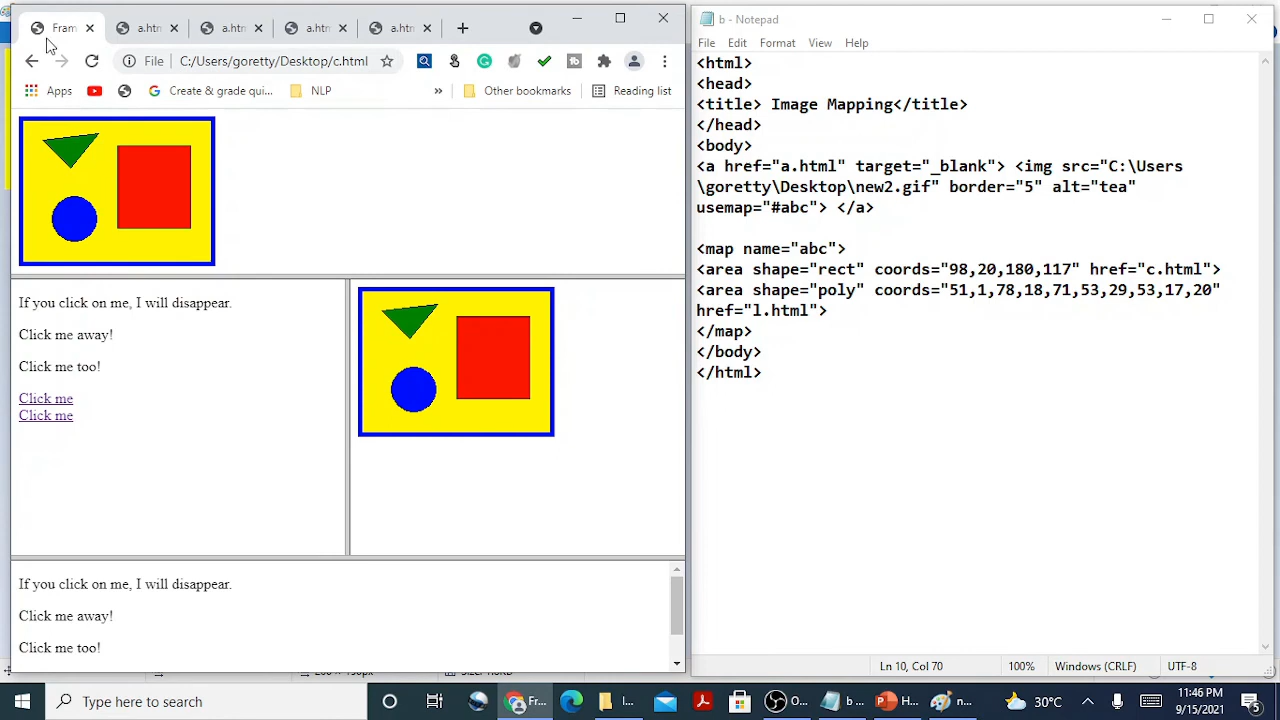 Fram
a.htn
a.htn
a.htn
a.htn
File
C:/Users/goretty/Desktop/c.html
Apps
Create & grade qui...
NLP
»
Other bookmarks
Reading list
If you click on me, I will disappear.
Click me away!
Click me too!
Click me
Click me
If you click on me, I will disappear.
Click me away!
Click me too!
b - Notepad
File Edit Format View Help
<html>
<head>
<title> Image Mapping</title>
</head>
<body>
<a href="a.html" target="_blank"> <img src="C:\Users
\goretty\Desktop\new2.gif" border="5" alt="tea"
usemap="#abc"> </a>
<map name="abc">
<area shape="rect" coords="98,20,180,117" href="c.html">
<area shape="poly" coords="51,1,78,18,71,53,29,53,17,20"
href="l.html">
</map>
</body>
</html>
Ln 10, Col 70
100%
Windows (CRLF)
UTF-8
Type here to search
Fr...
I...
O...
b ...
H...
n...
30°C
11:46 PM
9/15/2021
5